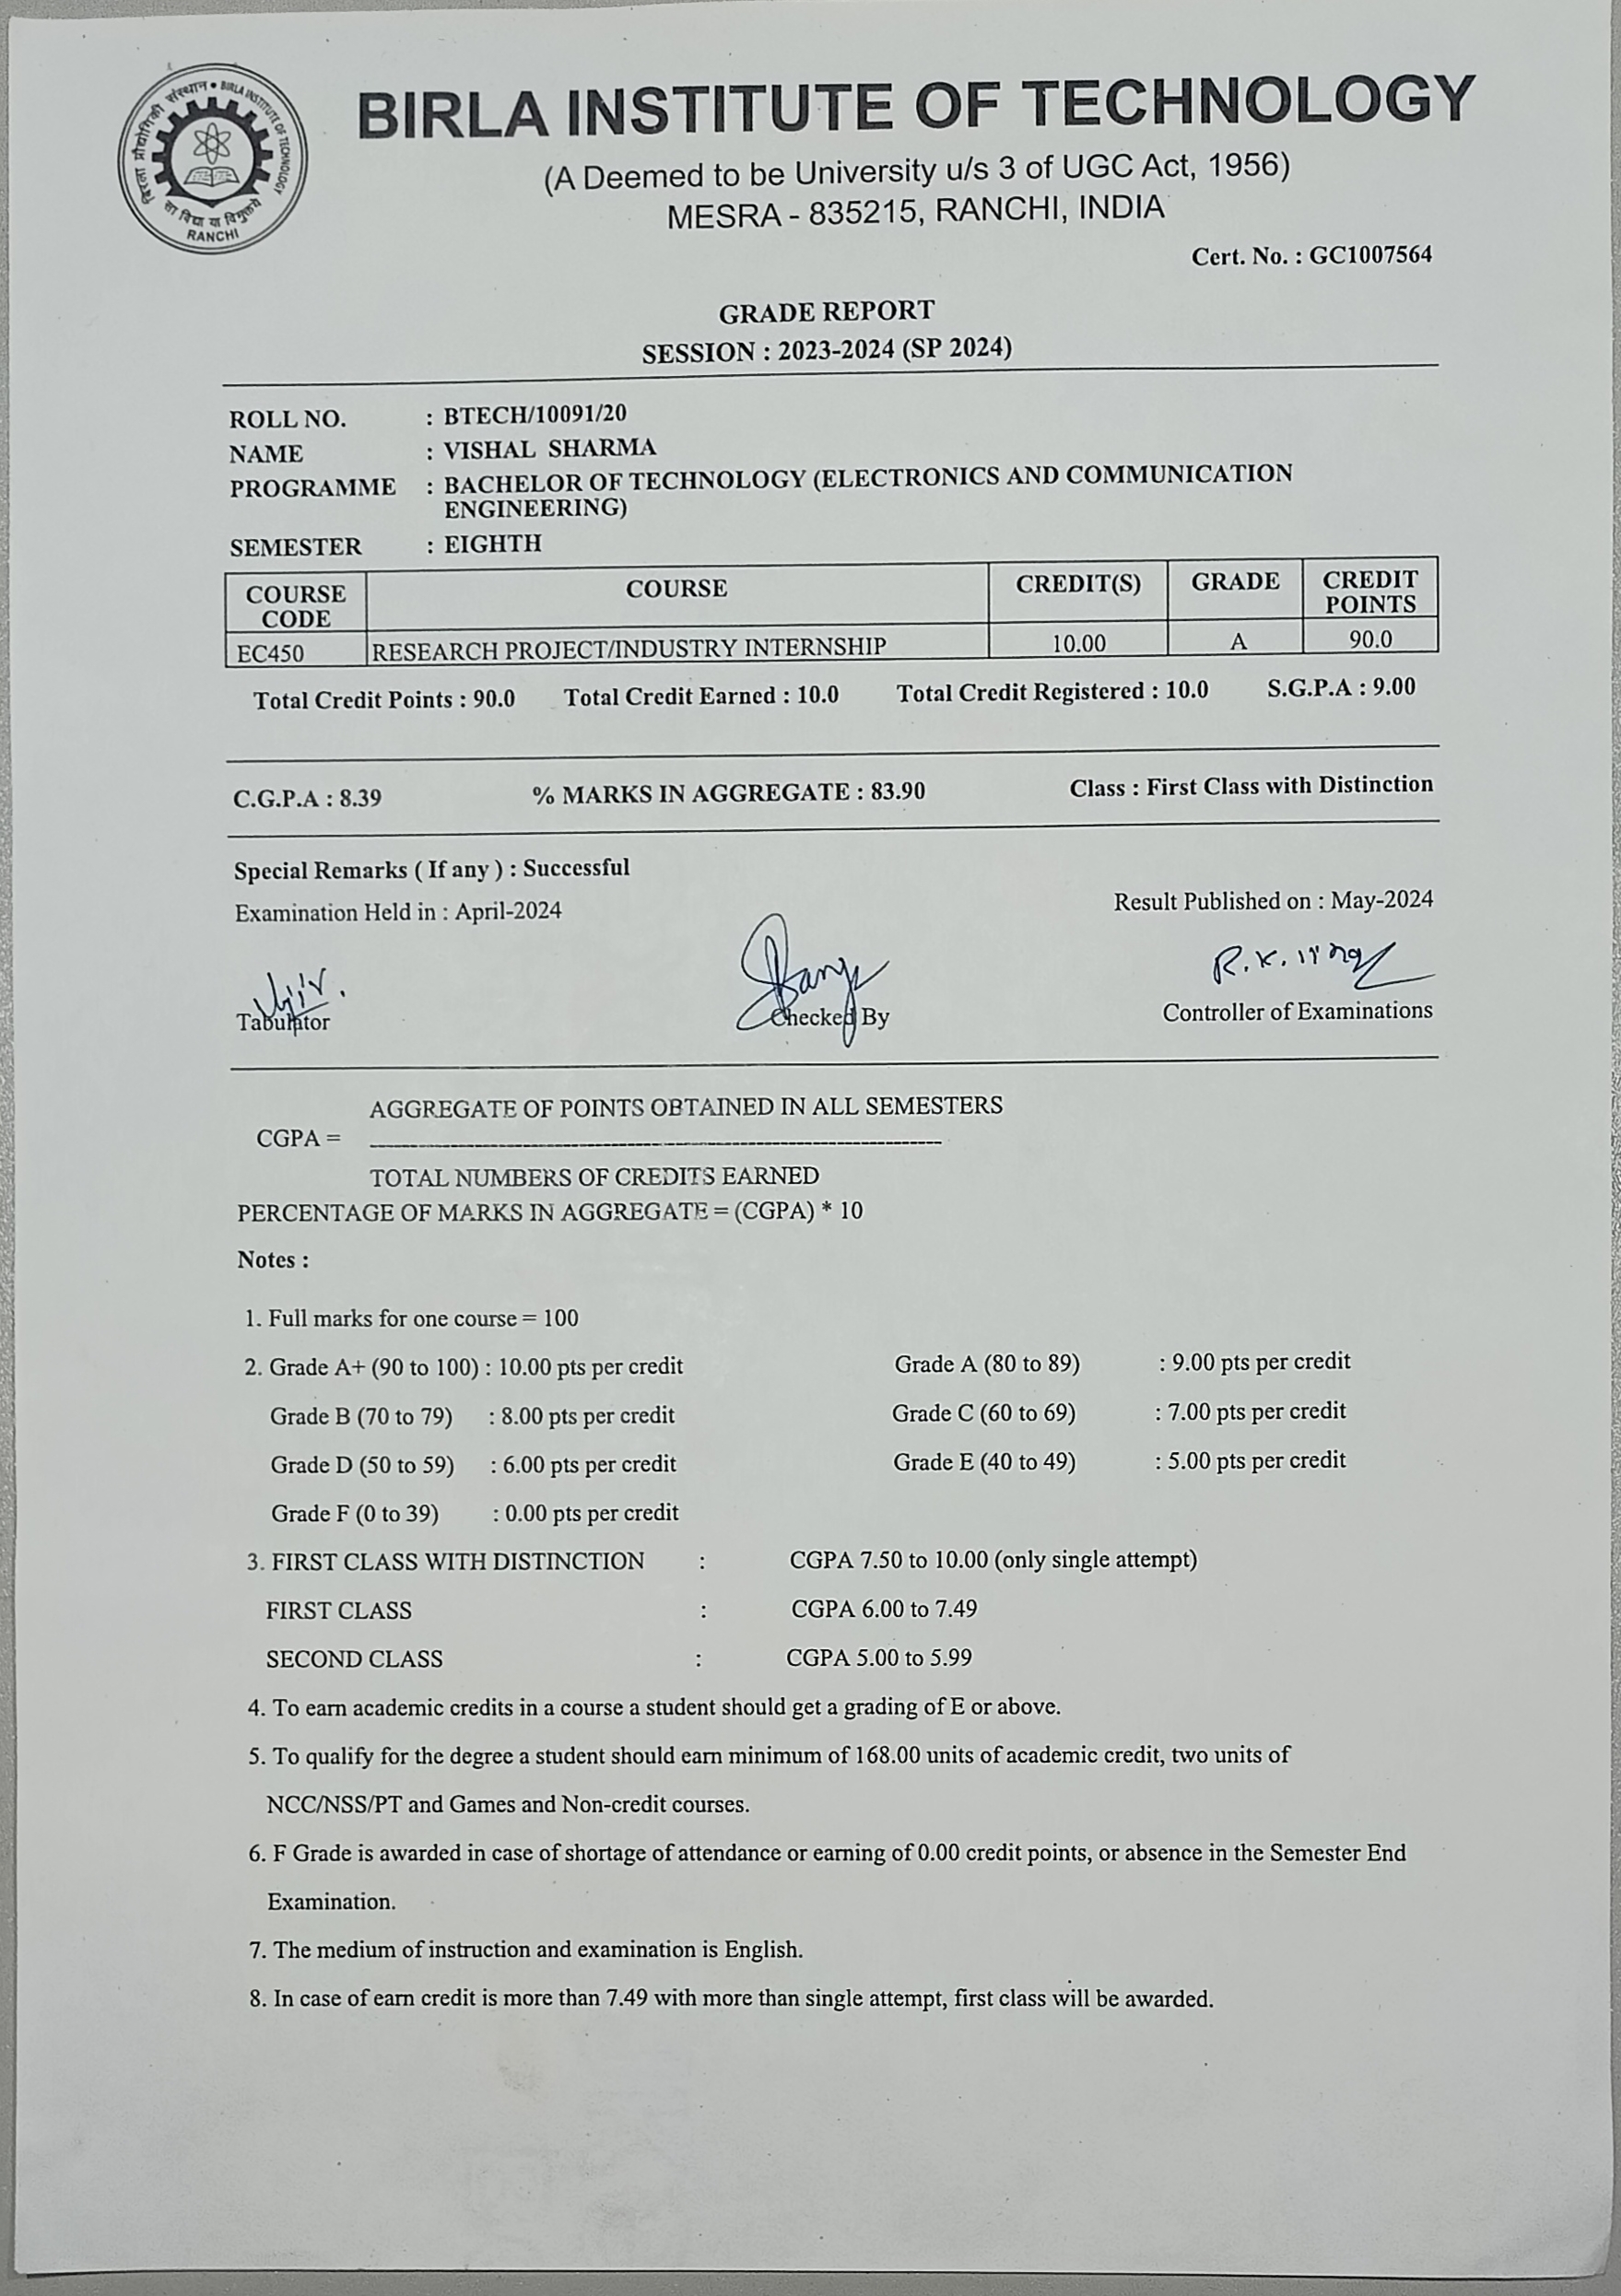 बिरला प्रौद्योगिकी संस्थान • BIRLA INSTITUTE OF TECHNOLOGY
सा विद्या या विमुक्तये
RANCHI
BIRLA INSTITUTE OF TECHNOLOGY
(A Deemed to be University u/s 3 of UGC Act, 1956)
MESRA - 835215, RANCHI, INDIA
Cert. No. : GC1007564
GRADE REPORT
SESSION : 2023-2024 (SP 2024)
ROLL NO. : BTECH/10091/20
NAME : VISHAL SHARMA
PROGRAMME : BACHELOR OF TECHNOLOGY (ELECTRONICS AND COMMUNICATION
ENGINEERING)
SEMESTER : EIGHTH
COURSE CODE COURSE CREDIT(S) GRADE CREDIT POINTS
EC450 RESEARCH PROJECT/INDUSTRY INTERNSHIP 10.00 A 90.0
Total Credit Points : 90.0 Total Credit Earned : 10.0 Total Credit Registered : 10.0 S.G.P.A : 9.00
C.G.P.A : 8.39 % MARKS IN AGGREGATE : 83.90 Class : First Class with Distinction
Special Remarks ( If any ) : Successful
Examination Held in : April-2024 Result Published on : May-2024
Tabulator Checked By Controller of Examinations
AGGREGATE OF POINTS OBTAINED IN ALL SEMESTERS
CGPA =
TOTAL NUMBERS OF CREDITS EARNED
PERCENTAGE OF MARKS IN AGGREGATE = (CGPA) * 10
Notes :
1. Full marks for one course = 100
2. Grade A+ (90 to 100) : 10.00 pts per credit Grade A (80 to 89) : 9.00 pts per credit
Grade B (70 to 79) : 8.00 pts per credit Grade C (60 to 69) : 7.00 pts per credit
Grade D (50 to 59) : 6.00 pts per credit Grade E (40 to 49) : 5.00 pts per credit
Grade F (0 to 39) : 0.00 pts per credit
3. FIRST CLASS WITH DISTINCTION : CGPA 7.50 to 10.00 (only single attempt)
FIRST CLASS : CGPA 6.00 to 7.49
SECOND CLASS : CGPA 5.00 to 5.99
4. To earn academic credits in a course a student should get a grading of E or above.
5. To qualify for the degree a student should earn minimum of 168.00 units of academic credit, two units of
NCC/NSS/PT and Games and Non-credit courses.
6. F Grade is awarded in case of shortage of attendance or earning of 0.00 credit points, or absence in the Semester End
Examination.
7. The medium of instruction and examination is English.
8. In case of earn credit is more than 7.49 with more than single attempt, first class will be awarded.